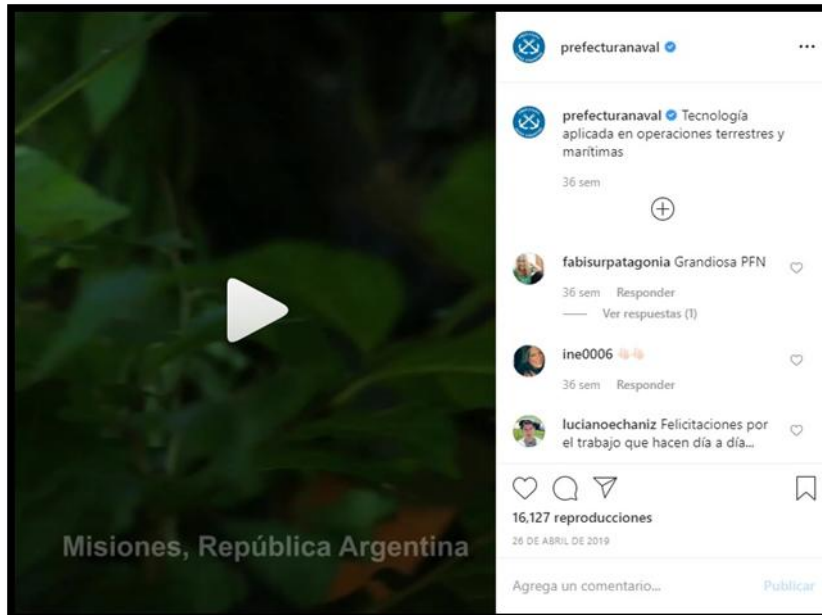 prefecturanaval
prefecturanaval Tecnología
aplicada en operaciones terrestres y
marítimas
36 sem
fabisurpatagonia Grandiosa PFN
36 sem Responder
Ver respuestas (1)
ine0006
36 sem Responder
lucianoechaniz Felicitaciones por
el trabajo que hacen día a día...
16,127 reproducciones
26 DE ABRIL DE 2019
Agrega un comentario... Publicar
Misiones, República Argentina